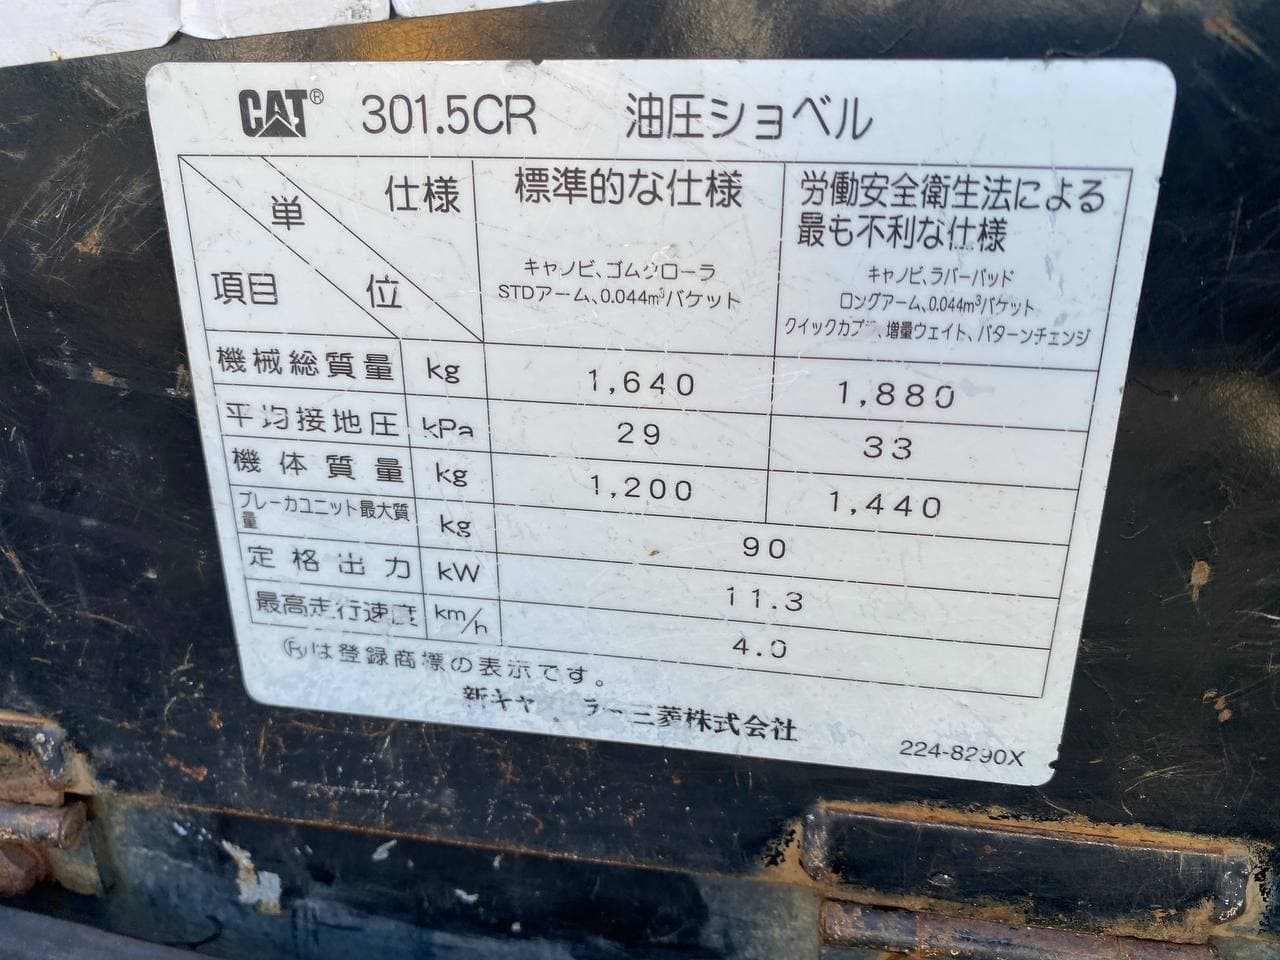 CAT® 301.5CR 油圧ショベル
単位 仕様 標準的な仕様 労働安全衛生法による
項目 最も不利な仕様
キャノピ、ゴムクローラ キャノピ、ラバーパッド
STDアーム、0.044m³バケット ロングアーム、0.044m³バケット
増量ウェイト、パターンチェンジ
機械総質量 kg 1,640 1,880
平均接地圧 kPa 29 33
機体質量 kg 1,200 1,440
ブレーカユニット最大質
量 kg 90
定格出力 kW 11.3
最高走行速度 km/h 4.0
®は登録商標の表示です。
三菱株式会社
224-8290X